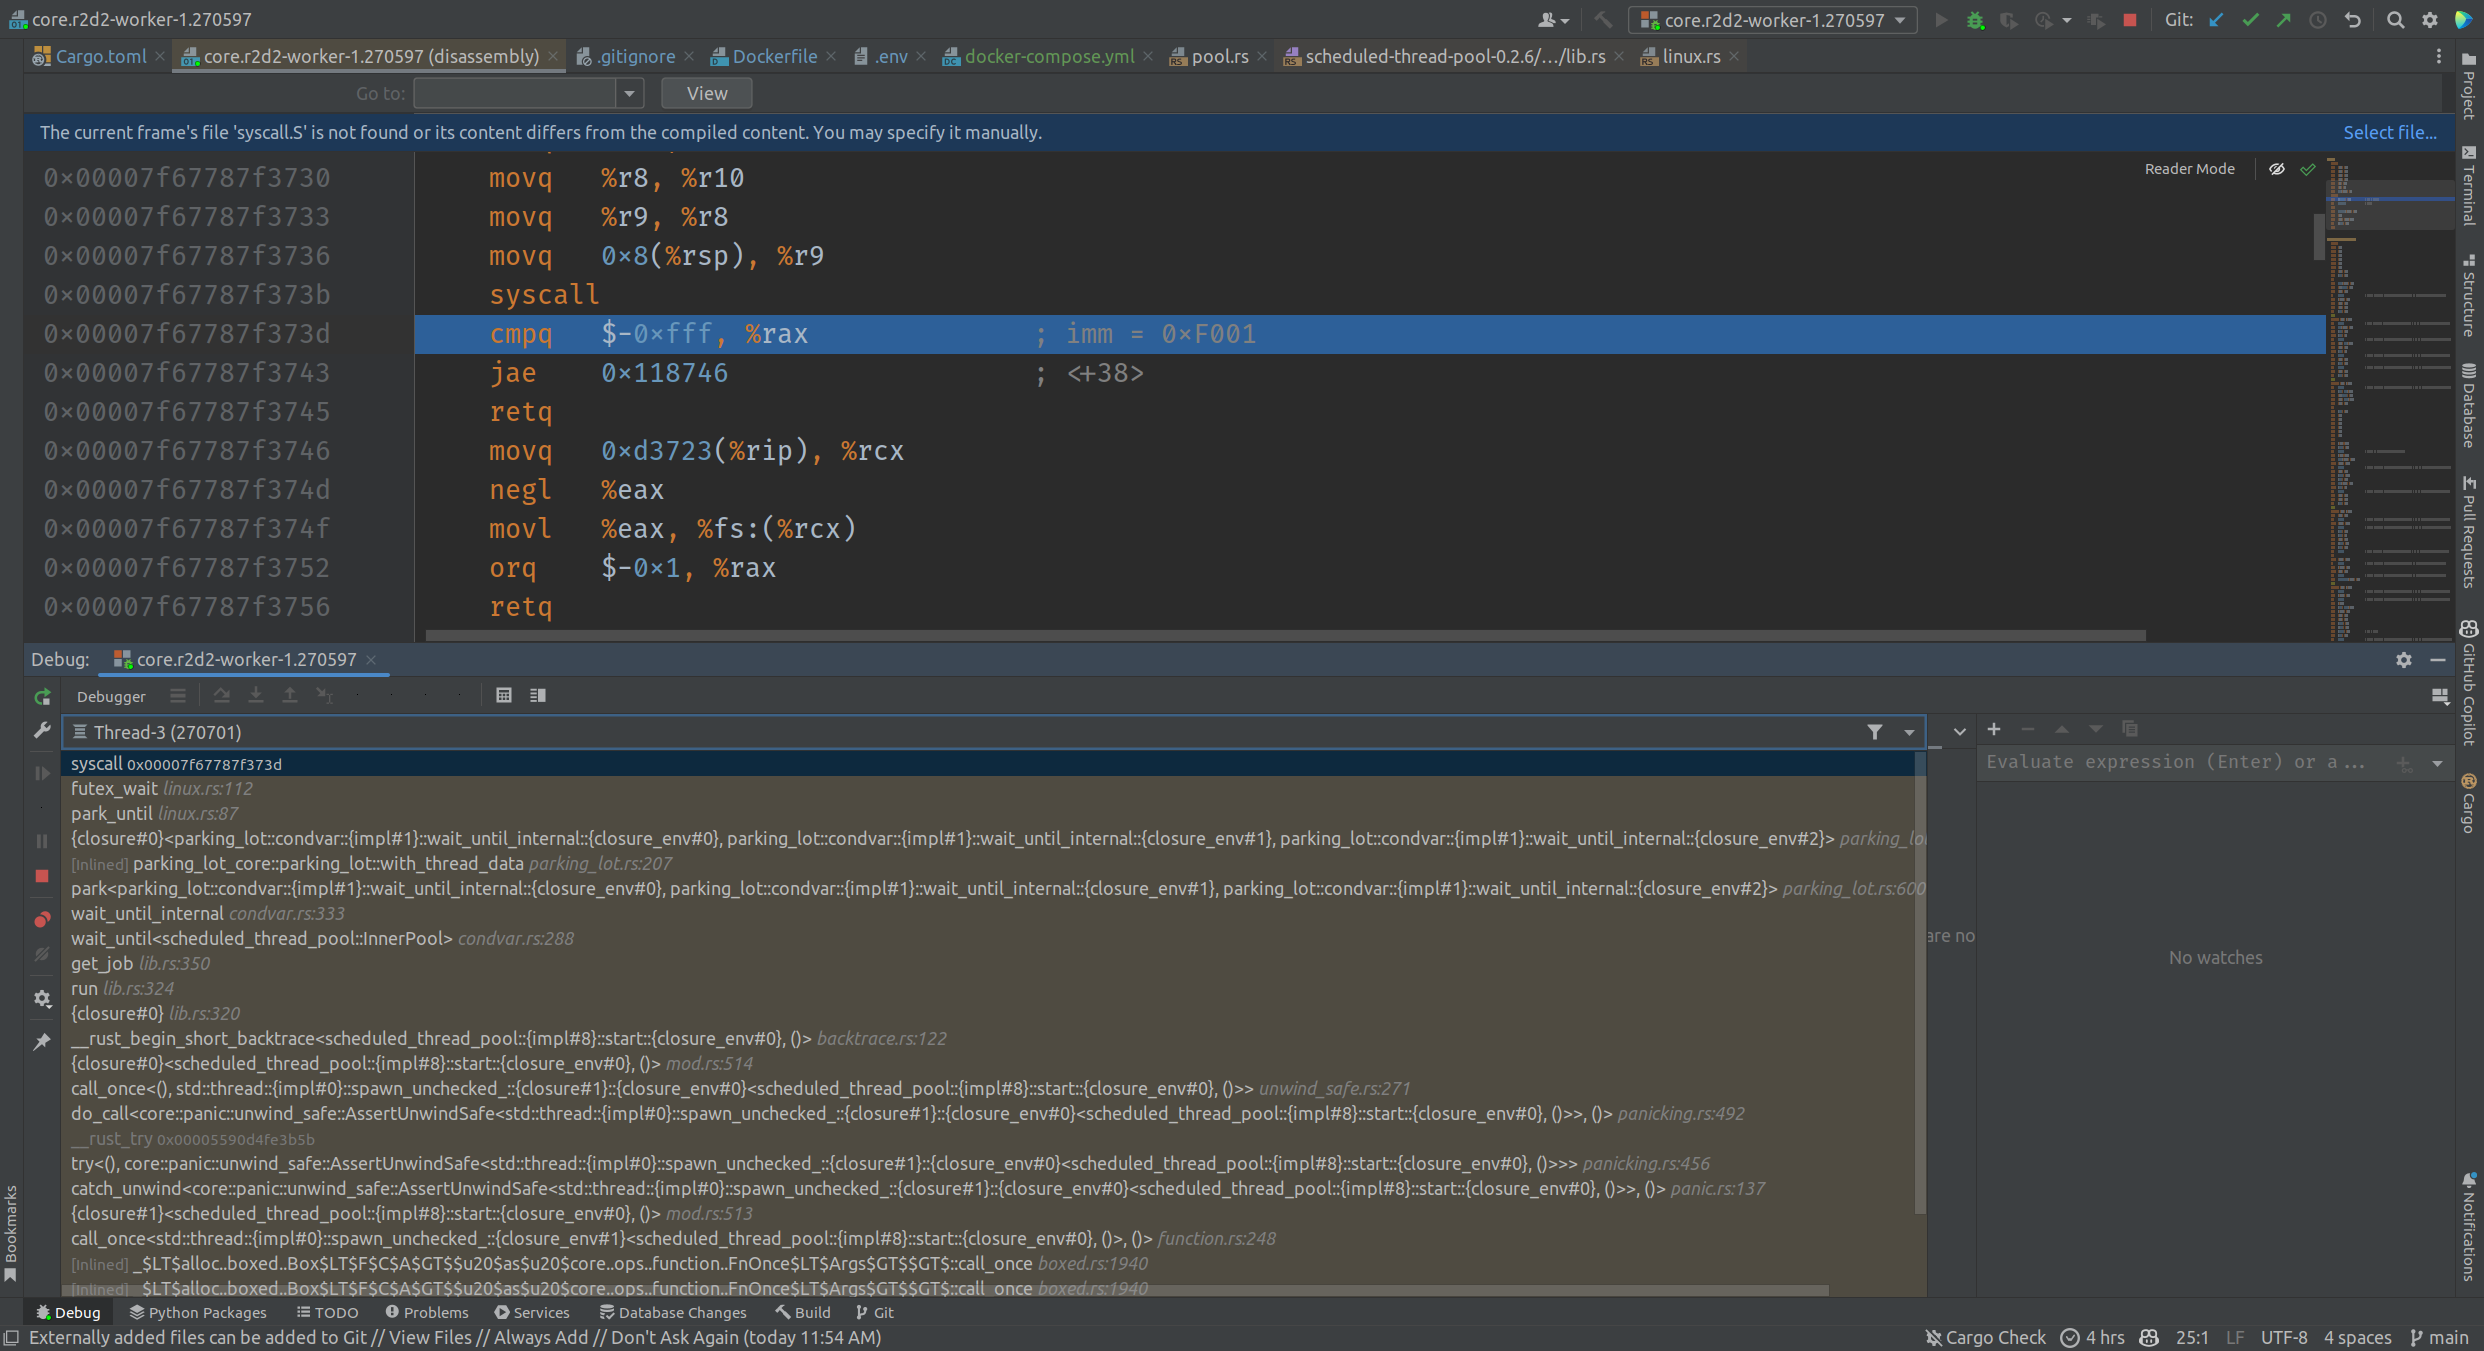 core.r2d2-worker-1.270597
core.r2d2-worker-1.270597
Git:
Cargo.toml
core.r2d2-worker-1.270597 (disassembly)
.gitignore
Dockerfile
.env
docker-compose.yml
pool.rs
scheduled-thread-pool-0.2.6/.../lib.rs
linux.rs
Go to:
View
The current frame's file 'syscall.S' is not found or its content differs from the compiled content. You may specify it manually.
Select file...
Reader Mode
0x00007f67787f3730 movq %r8, %r10
0x00007f67787f3733 movq %r9, %r8
0x00007f67787f3736 movq 0x8(%rsp), %r9
0x00007f67787f373b syscall
0x00007f67787f373d cmpq $-0xfff, %rax ; imm = 0xF001
0x00007f67787f3743 jae 0x118746 ; <+38>
0x00007f67787f3745 retq
0x00007f67787f3746 movq 0xd3723(%rip), %rcx
0x00007f67787f374d negl %eax
0x00007f67787f374f movl %eax, %fs:(%rcx)
0x00007f67787f3752 orq $-0x1, %rax
0x00007f67787f3756 retq
Project
Terminal
Structure
Database
Pull Requests
GitHub Copilot
Cargo
Notifications
Debug:
core.r2d2-worker-1.270597
Debugger
Thread-3 (270701)
Evaluate expression (Enter) or a ...
are no
No watches
syscall 0x00007f67787f373d
futex_wait linux.rs:112
park_until linux.rs:87
{closure#0}<parking_lot::condvar::{impl#1}::wait_until_internal::{closure_env#0}, parking_lot::condvar::{impl#1}::wait_until_internal::{closure_env#1}, parking_lot::condvar::{impl#1}::wait_until_internal::{closure_env#2}> parking_lo
[Inlined] parking_lot_core::parking_lot::with_thread_data parking_lot.rs:207
park<parking_lot::condvar::{impl#1}::wait_until_internal::{closure_env#0}, parking_lot::condvar::{impl#1}::wait_until_internal::{closure_env#1}, parking_lot::condvar::{impl#1}::wait_until_internal::{closure_env#2}> parking_lot.rs:600
wait_until_internal condvar.rs:333
wait_until<scheduled_thread_pool::InnerPool> condvar.rs:288
get_job lib.rs:350
run lib.rs:324
{closure#0} lib.rs:320
__rust_begin_short_backtrace<scheduled_thread_pool::{impl#8}::start::{closure_env#0}, ()> backtrace.rs:122
{closure#0}<scheduled_thread_pool::{impl#8}::start::{closure_env#0}, ()> mod.rs:514
call_once<(), std::thread::{impl#0}::spawn_unchecked_::{closure#1}::{closure_env#0}<scheduled_thread_pool::{impl#8}::start::{closure_env#0}, ()>> unwind_safe.rs:271
do_call<core::panic::unwind_safe::AssertUnwindSafe<std::thread::{impl#0}::spawn_unchecked_::{closure#1}::{closure_env#0}<scheduled_thread_pool::{impl#8}::start::{closure_env#0}, ()>>, ()> panicking.rs:492
__rust_try 0x00005590d4fe3b5b
try<(), core::panic::unwind_safe::AssertUnwindSafe<std::thread::{impl#0}::spawn_unchecked_::{closure#1}::{closure_env#0}<scheduled_thread_pool::{impl#8}::start::{closure_env#0}, ()>>> panicking.rs:456
catch_unwind<core::panic::unwind_safe::AssertUnwindSafe<std::thread::{impl#0}::spawn_unchecked_::{closure#1}::{closure_env#0}<scheduled_thread_pool::{impl#8}::start::{closure_env#0}, ()>>, ()> panic.rs:137
{closure#1}<scheduled_thread_pool::{impl#8}::start::{closure_env#0}, ()> mod.rs:513
call_once<std::thread::{impl#0}::spawn_unchecked_::{closure_env#1}<scheduled_thread_pool::{impl#8}::start::{closure_env#0}, ()>, ()> function.rs:248
[Inlined] _$LT$alloc..boxed..Box$LT$F$C$A$GT$$u20$as$u20$core..ops..function..FnOnce$LT$Args$GT$$GT$::call_once boxed.rs:1940
[Inlined] _$LT$alloc..boxed..Box$LT$F$C$A$GT$$u20$as$u20$core..ops..function..FnOnce$LT$Args$GT$$GT$::call_once boxed.rs:1940
Bookmarks
Debug
Python Packages
TODO
Problems
Services
Database Changes
Build
Git
Externally added files can be added to Git // View Files // Always Add // Don't Ask Again (today 11:54 AM)
Cargo Check
4 hrs
25:1
LF
UTF-8
4 spaces
main